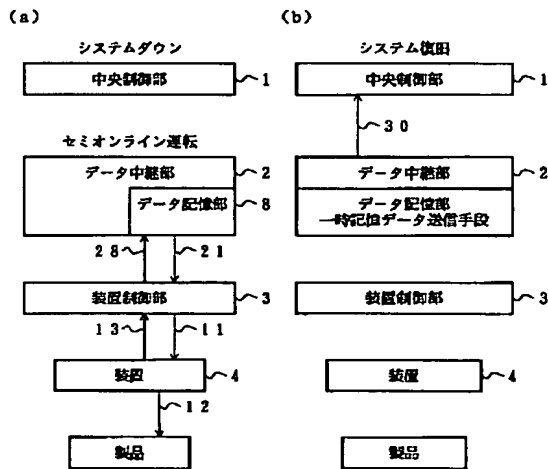 (a)
システムダウン
中央制御部
1
セミオンライン運転
データ中継部
2
データ記憶部
8
28
21
装置制御部
3
13
11
装置
4
12
製品
(b)
システム復旧
中央制御部
1
30
データ中継部
2
データ記憶部
一時記憶データ送信手段
装置制御部
3
装置
4
製品